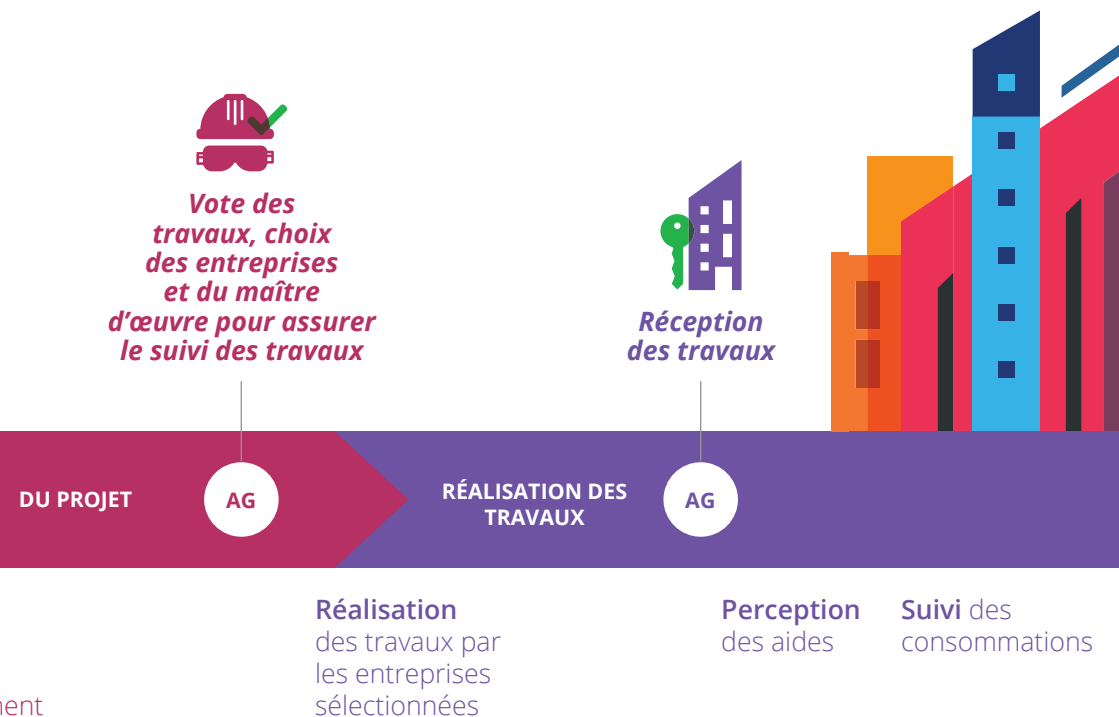 Vote des
travaux, choix
des entreprises
et du maître
d’œuvre pour assurer
le suivi des travaux
Réception
des travaux
DU PROJET
AG
RÉALISATION DES
TRAVAUX
AG
Réalisation
des travaux par
les entreprises
sélectionnées
Perception
des aides
Suivi des
consommations